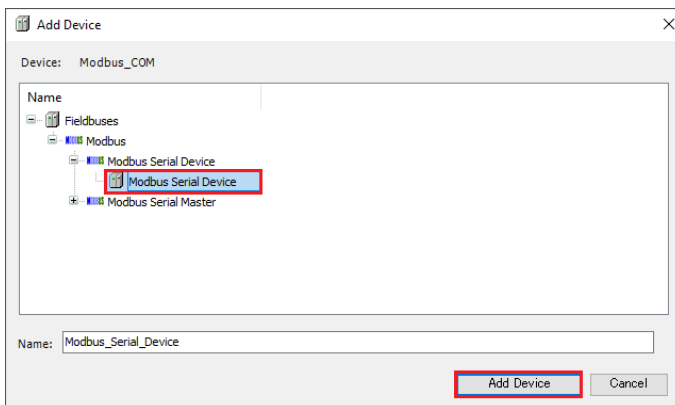 Add Device
Device: Modbus_COM
Name
Fieldbuses
Modbus
Modbus Serial Device
Modbus Serial Device
Modbus Serial Master
Name: Modbus_Serial_Device
Add Device Cancel